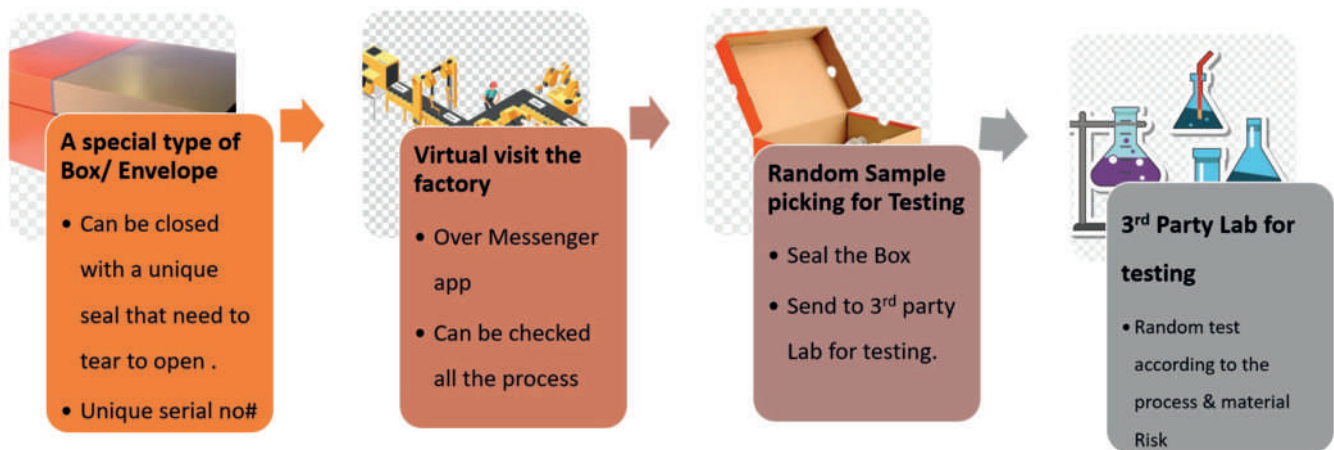 A special type of
Box/ Envelope
• Can be closed
with a unique
seal that need to
tear to open .
• Unique serial no#
Virtual visit the
factory
• Over Messenger
app
• Can be checked
all the process
Random Sample
picking for Testing
• Seal the Box
• Send to 3rd party
Lab for testing.
3rd Party Lab for
testing
• Random test
according to the
process & material
Risk